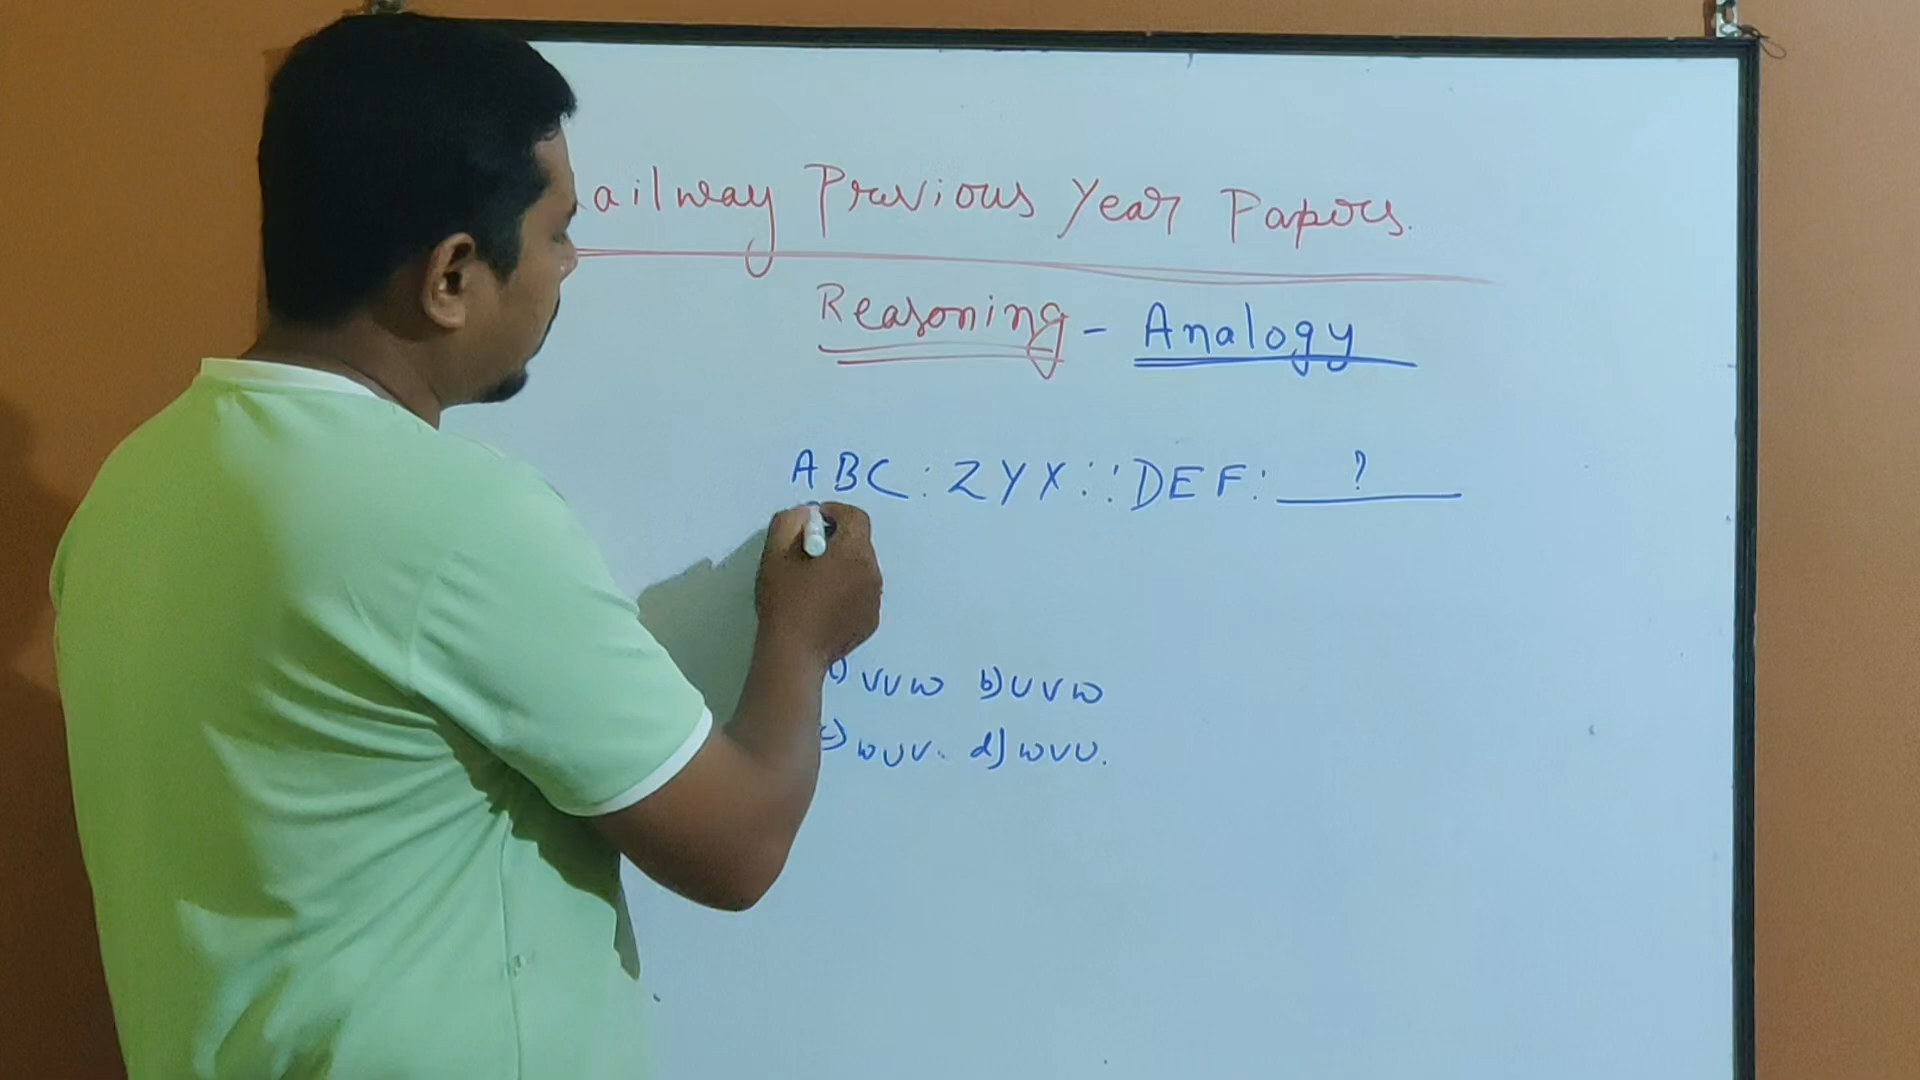 ailway Previous Year Papers.
Reasoning - Analogy
ABC : ZYX :: DEF : ?
) VUW b) UVW
c) WUV. d) WVU.